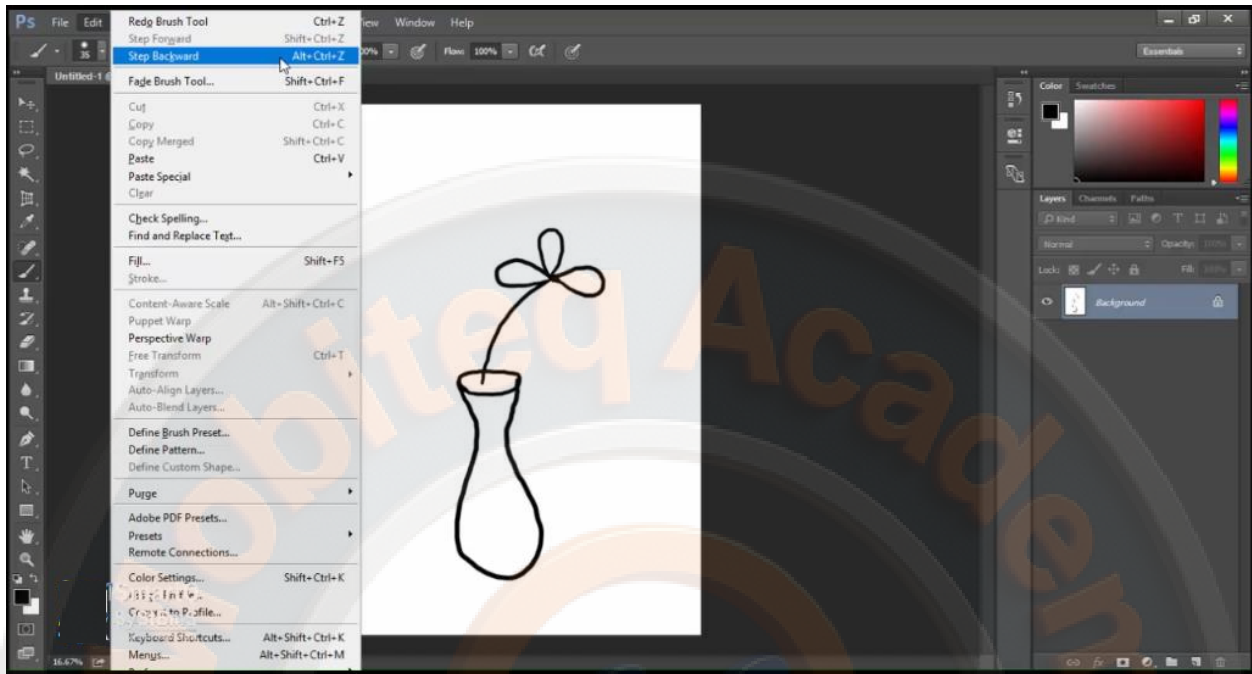 Ps File Edit View Window Help
35 Flow: 100% Essentials
Untitled-1
Redo Brush Tool Ctrl+Z
Step Forward Shift+Ctrl+Z
Step Backward Alt+Ctrl+Z
Fade Brush Tool... Shift+Ctrl+F
Cut Ctrl+X
Copy Ctrl+C
Copy Merged Shift+Ctrl+C
Paste Ctrl+V
Paste Special
Clear
Check Spelling...
Find and Replace Text...
Fill... Shift+F5
Stroke...
Content-Aware Scale Alt+Shift+Ctrl+C
Puppet Warp
Perspective Warp
Free Transform Ctrl+T
Transform
Auto-Align Layers...
Auto-Blend Layers...
Define Brush Preset...
Define Pattern...
Define Custom Shape...
Purge
Adobe PDF Presets...
Presets
Remote Connections...
Color Settings... Shift+Ctrl+K
Keyboard Shortcuts... Alt+Shift+Ctrl+K
Menus... Alt+Shift+Ctrl+M
16.67%
Color Swatches
Layers Channels Paths
Kind
Normal Opacity: 100%
Lock: Fill: 100%
Background